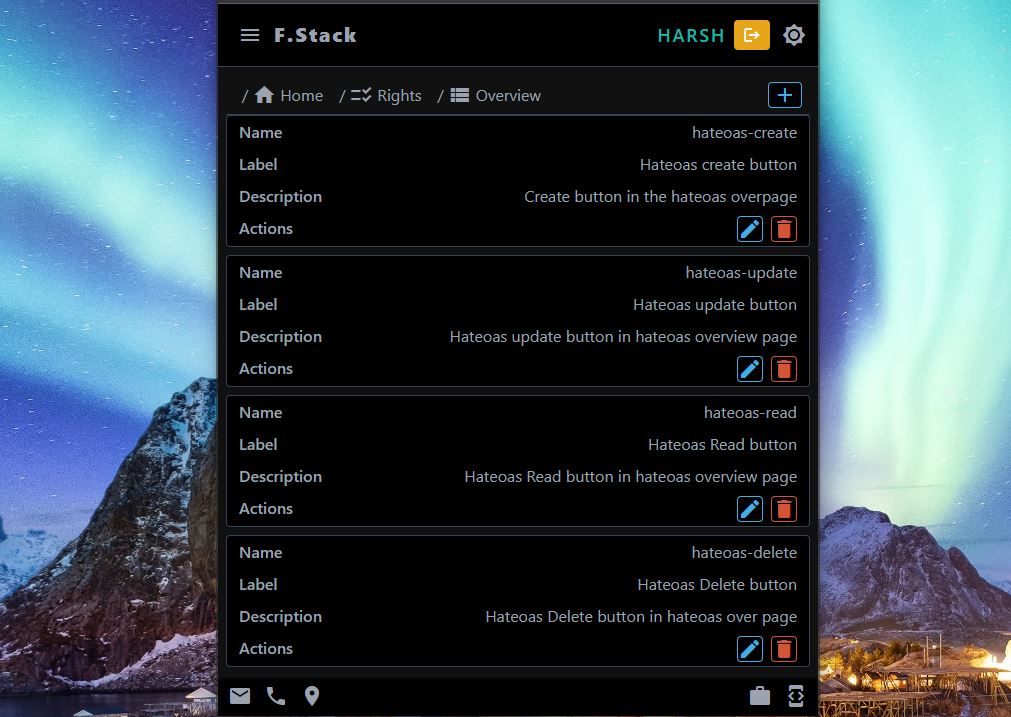 F.Stack HARSH
/ Home / Rights / Overview
Name hateoas-create
Label Hateoas create button
Description Create button in the hateoas overpage
Actions
Name hateoas-update
Label Hateoas update button
Description Hateoas update button in hateoas overview page
Actions
Name hateoas-read
Label Hateoas Read button
Description Hateoas Read button in hateoas overview page
Actions
Name hateoas-delete
Label Hateoas Delete button
Description Hateoas Delete button in hateoas over page
Actions